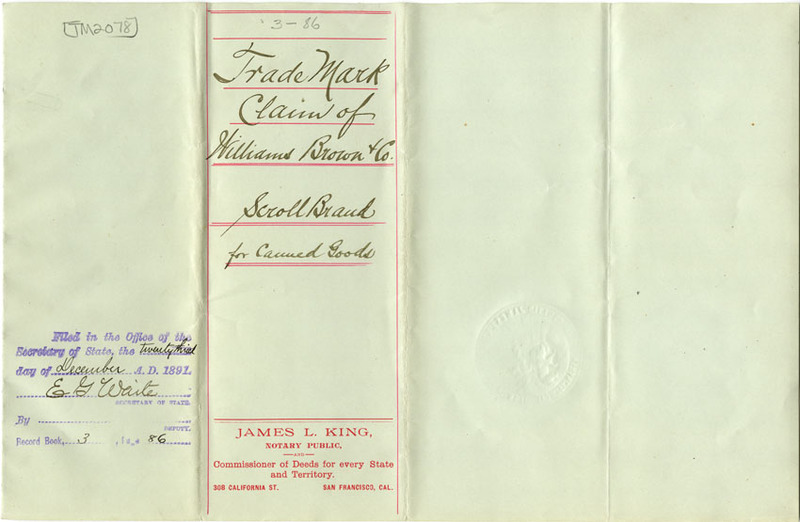 [TM2078]
Filed in the Office of the
Secretary of State, the twenty third
day of December A.D. 1891.
E G Waite
SECRETARY OF STATE.
By
DEPUTY.
Record Book, 3 , 86
3-86
Trade Mark
Claim of
Williams Brown & Co.
Scroll Brand
for Canned Goods
JAMES L. KING,
NOTARY PUBLIC,
AND
Commissioner of Deeds for every State
and Territory.
308 CALIFORNIA ST. SAN FRANCISCO, CAL.